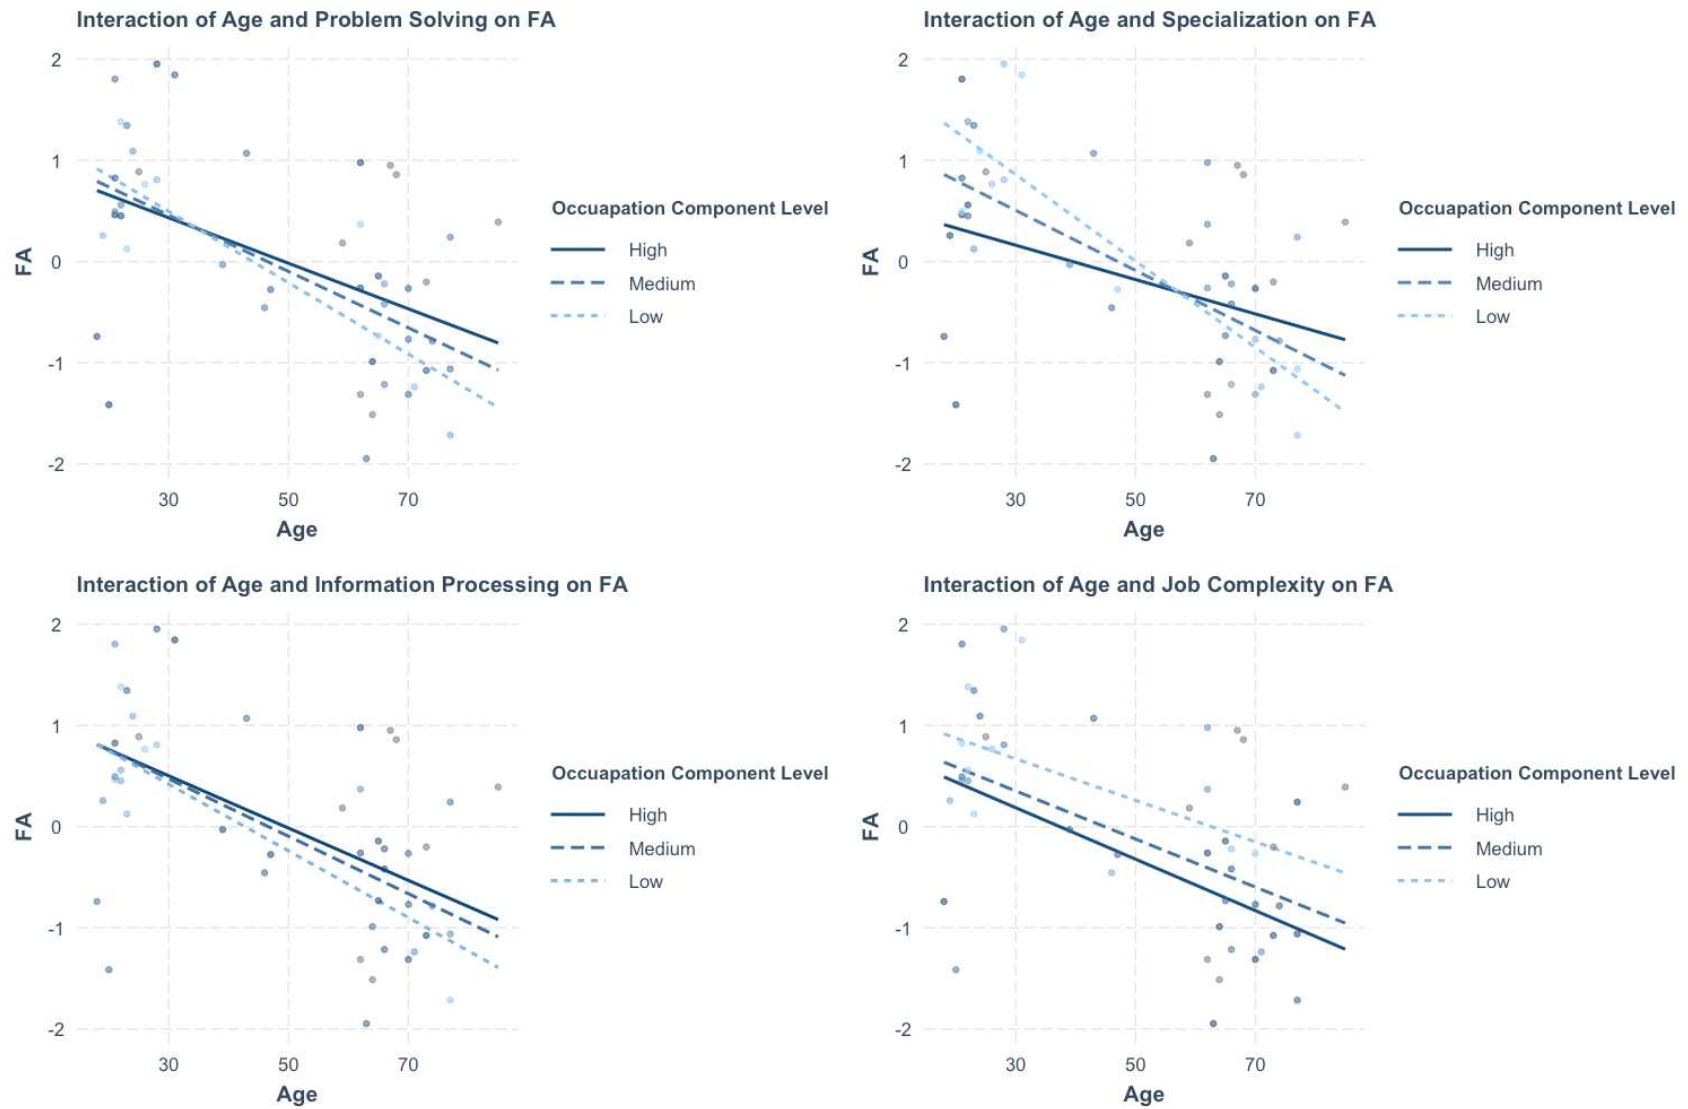 Interaction of Age and Problem Solving on FA
2
1
0
-1
-2
FA
30 50 70
Age
Occuapation Component Level
High
Medium
Low
Interaction of Age and Specialization on FA
2
1
0
-1
-2
FA
30 50 70
Age
Occuapation Component Level
High
Medium
Low
Interaction of Age and Information Processing on FA
2
1
0
-1
-2
FA
30 50 70
Age
Occuapation Component Level
High
Medium
Low
Interaction of Age and Job Complexity on FA
2
1
0
-1
-2
FA
30 50 70
Age
Occuapation Component Level
High
Medium
Low